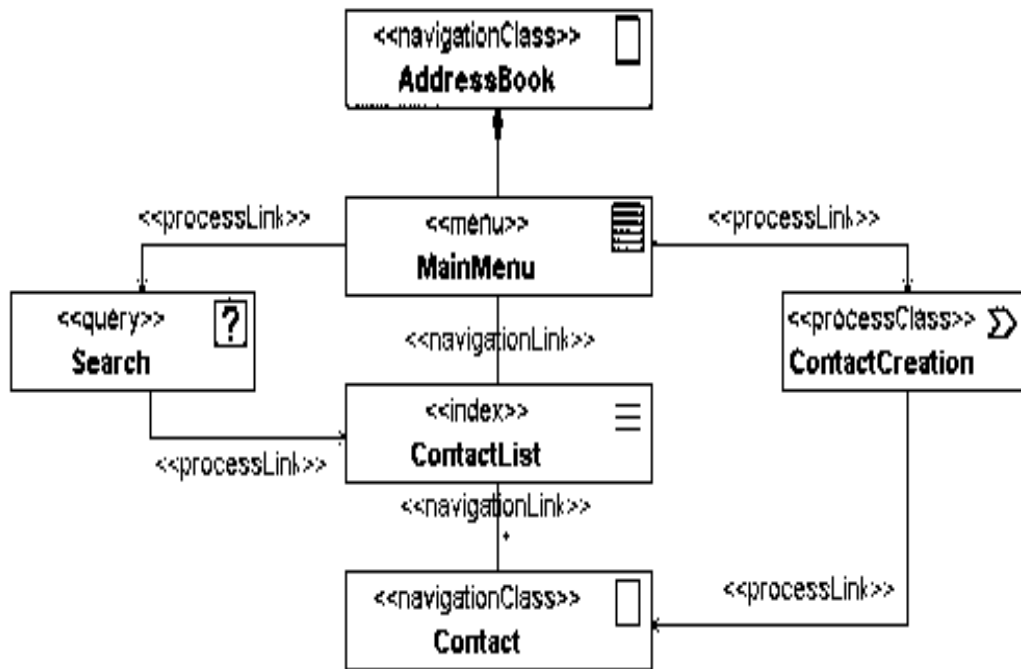 <<navigationClass>>
AddressBook
<<processLink>>
<<menu>>
MainMenu
<<processLink>>
<<query>>
?
Search
<<navigationLink>>
<<processClass>>
ContactCreation
<<index>>
ContactList
<<processLink>>
<<navigationLink>>
*
<<navigationClass>>
Contact
<<processLink>>